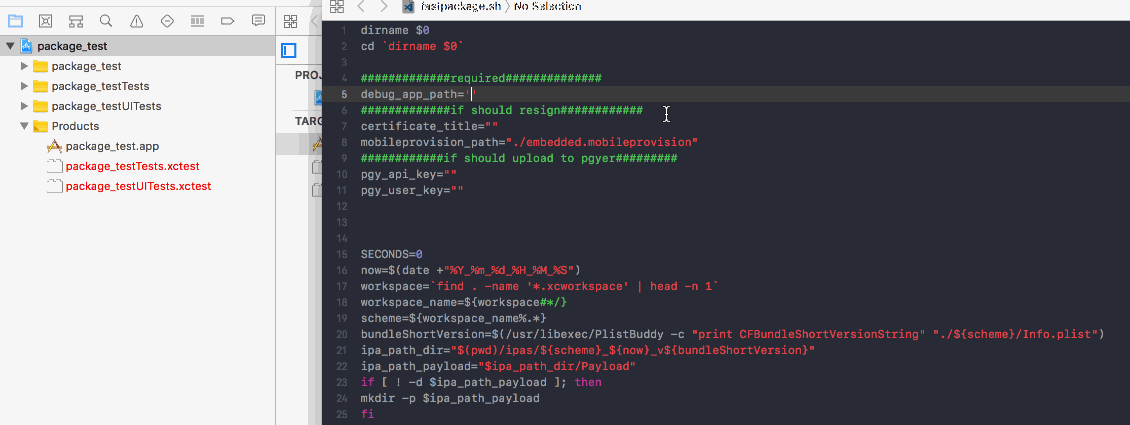 package_test
package_test
package_testTests
package_testUITests
Products
package_test.app
package_testTests.xctest
package_testUITests.xctest
PROJ
TARG
fasipackage.sh No Selection
1 dirname $0
2 cd `dirname $0`
3
4 #############required##############
5 debug_app_path=''
6 #############if should resign############
7 certificate_title=""
8 mobileprovision_path="./embedded.mobileprovision"
9 ############if should upload to pgyer#########
10 pgy_api_key=""
11 pgy_user_key=""
12
13
14
15 SECONDS=0
16 now=$(date +"%Y_%m_%d_%H_%M_%S")
17 workspace=`find . -name '*.xcworkspace' | head -n 1`
18 workspace_name=${workspace#*/}
19 scheme=${workspace_name%.*}
20 bundleShortVersion=$(/usr/libexec/PlistBuddy -c "print CFBundleShortVersionString" "./${scheme}/Info.plist")
21 ipa_path_dir="$(pwd)/ipas/${scheme}_${now}_v${bundleShortVersion}"
22 ipa_path_payload="$ipa_path_dir/Payload"
23 if [ ! -d $ipa_path_payload ]; then
24 mkdir -p $ipa_path_payload
25 fi